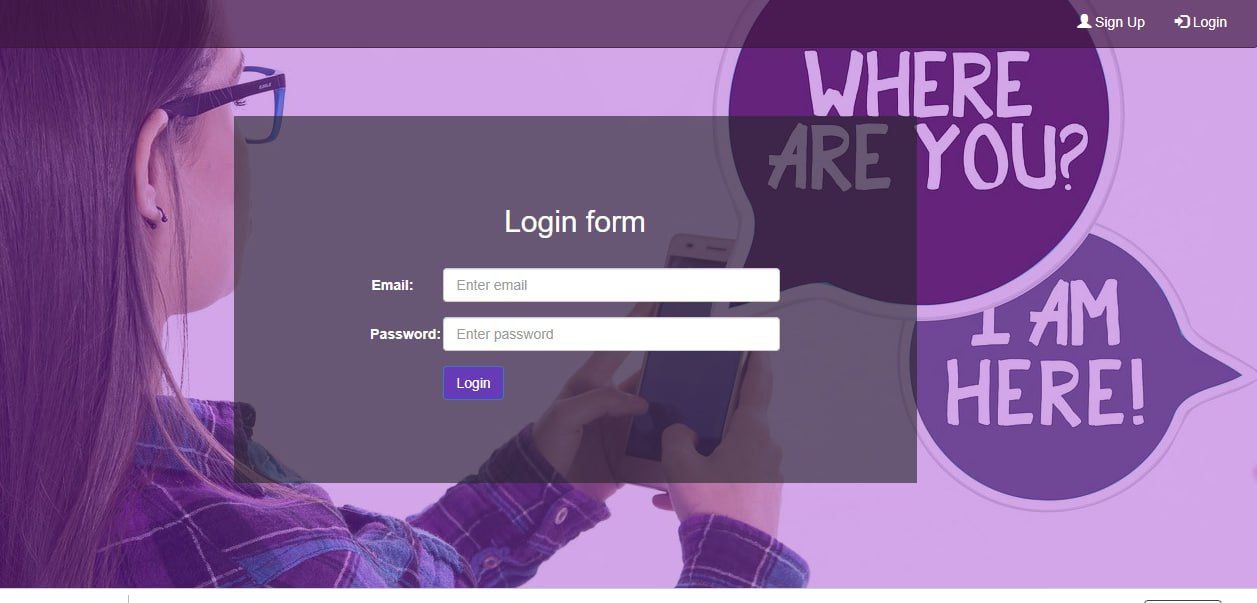 Sign Up
Login
WHERE
ARE YOU?
Login form
Email: Enter email
I AM
HERE!
Password: Enter password
Login